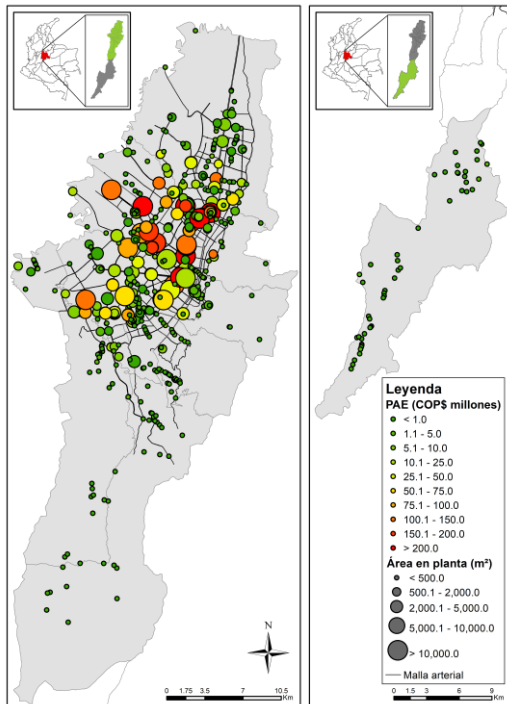 Leyenda
PAE (COP$ millones)
< 1.0
1.1 - 5.0
5.1 - 10.0
10.1 - 25.0
25.1 - 50.0
50.1 - 75.0
75.1 - 100.0
100.1 - 150.0
150.1 - 200.0
> 200.0
Área en planta (m²)
< 500.0
500.1 - 2,000.0
2,000.1 - 5,000.0
5,000.1 - 10,000.0
> 10,000.0
Malla arterial
N
0 1.75 3.5 7 10.5
Km
0 1.5 3 6 9
Km